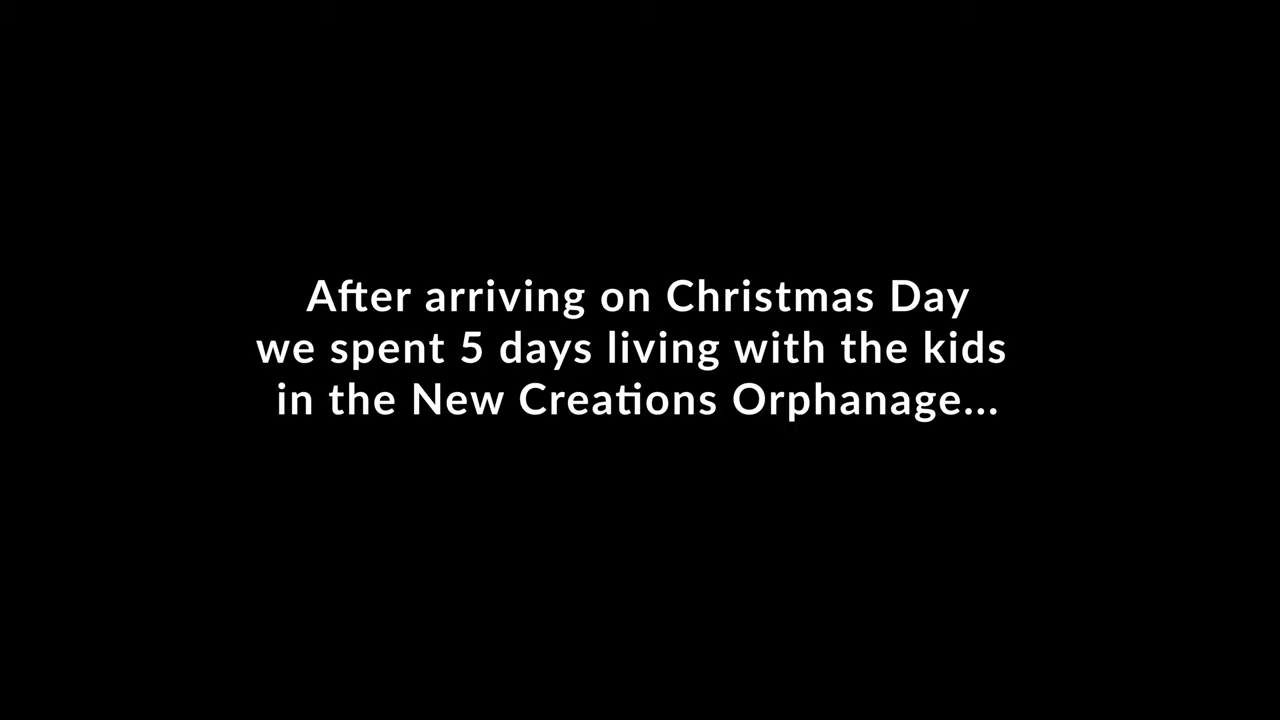 After arriving on Christmas Day
we spent 5 days living with the kids
in the New Creations Orphanage...